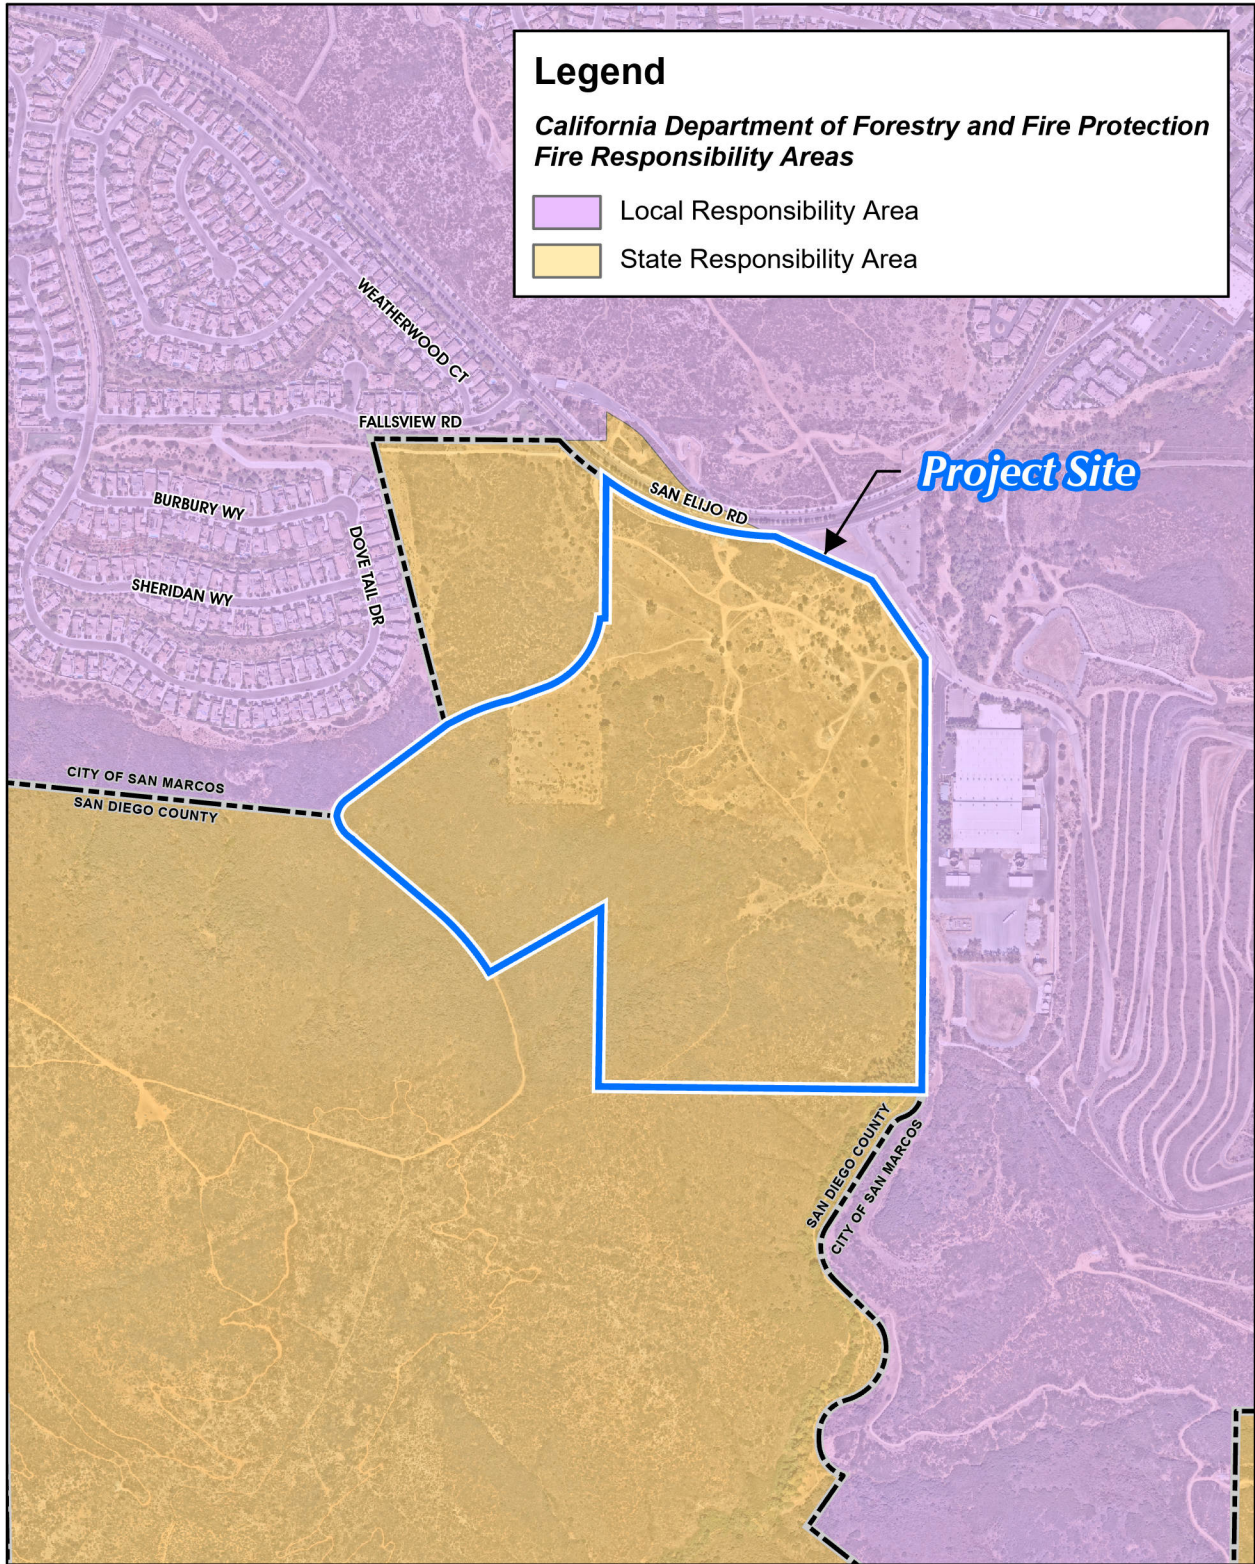 Legend
California Department of Forestry and Fire Protection
Fire Responsibility Areas
Local Responsibility Area
State Responsibility Area
WEATHERWOOD CT
FALLSVIEW RD
Project Site
SAN ELIJO RD
BURBURY WY
DOVE TAIL DR
SHERIDAN WY
CITY OF SAN MARCOS
SAN DIEGO COUNTY
SAN DIEGO COUNTY
CITY OF SAN MARCOS